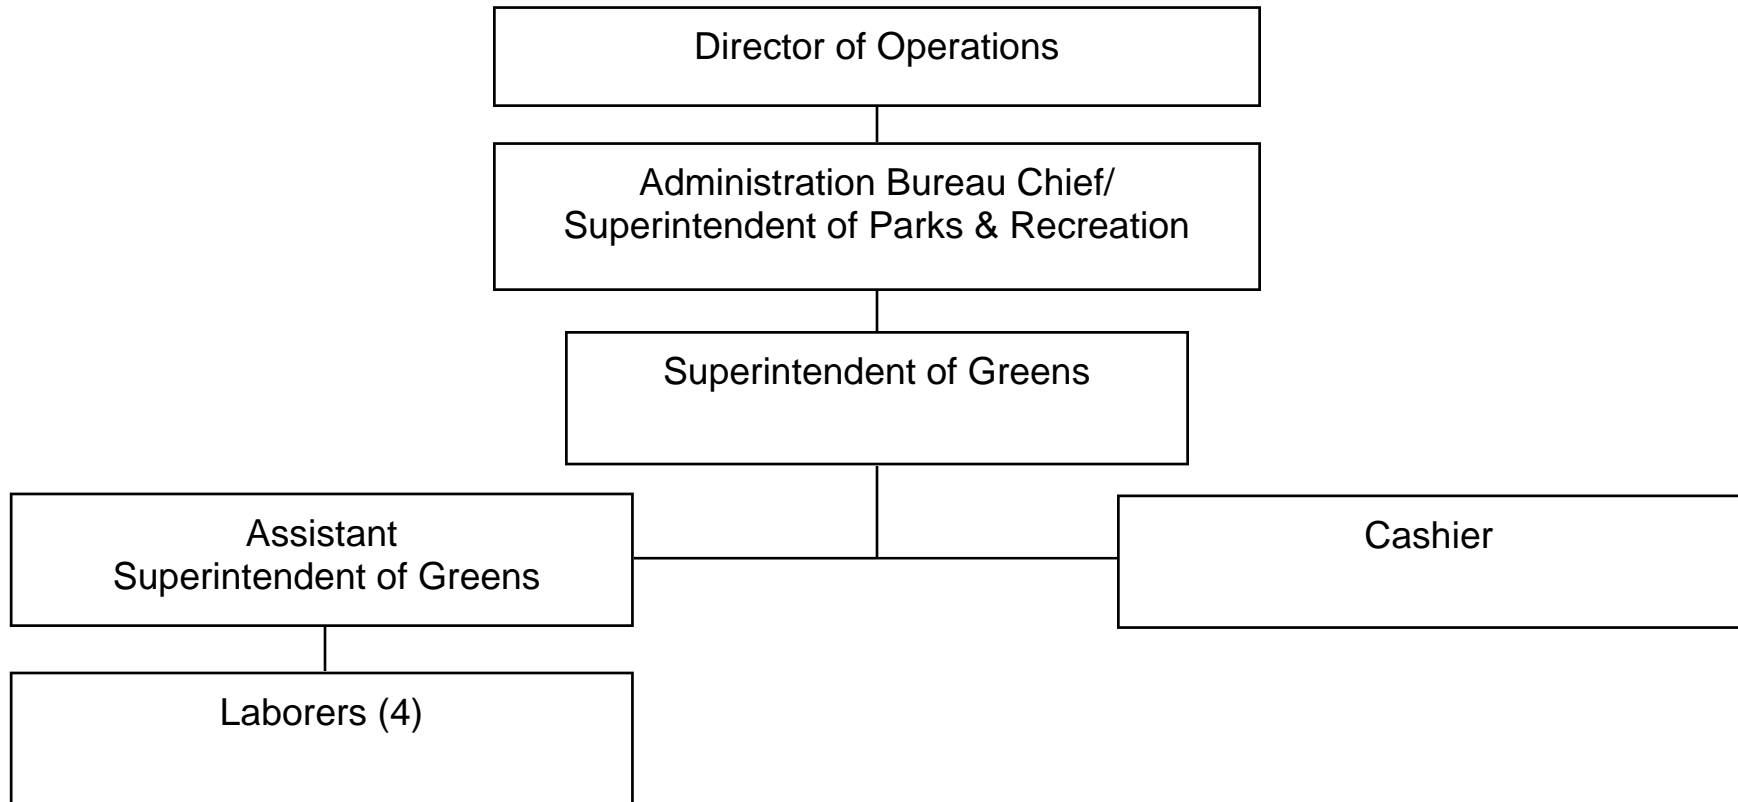 Director of Operations
Administration Bureau Chief/
Superintendent of Parks & Recreation
Superintendent of Greens
Assistant
Superintendent of Greens
Cashier
Laborers (4)